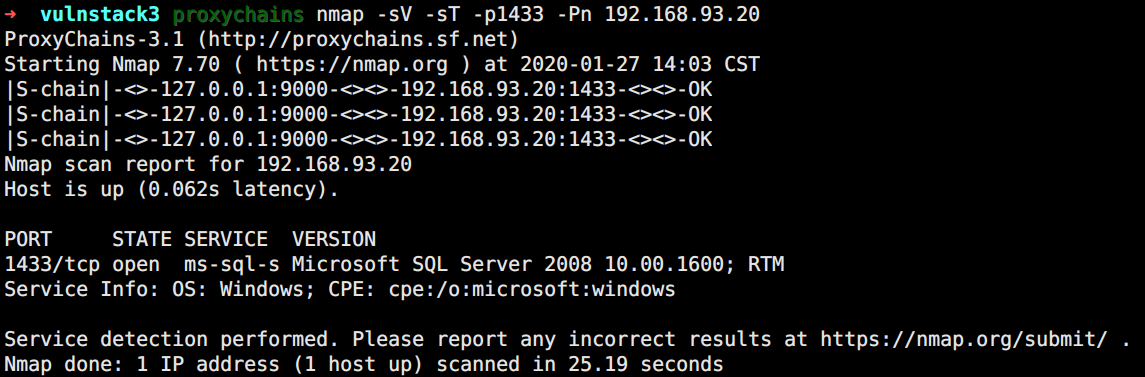 ➜ vulnstack3 proxychains nmap -sV -sT -p1433 -Pn 192.168.93.20
ProxyChains-3.1 (http://proxychains.sf.net)
Starting Nmap 7.70 ( https://nmap.org ) at 2020-01-27 14:03 CST
|S-chain|-<>-127.0.0.1:9000-<><>-192.168.93.20:1433-<><>-OK
|S-chain|-<>-127.0.0.1:9000-<><>-192.168.93.20:1433-<><>-OK
|S-chain|-<>-127.0.0.1:9000-<><>-192.168.93.20:1433-<><>-OK
Nmap scan report for 192.168.93.20
Host is up (0.062s latency).
PORT     STATE SERVICE  VERSION
1433/tcp open  ms-sql-s Microsoft SQL Server 2008 10.00.1600; RTM
Service Info: OS: Windows; CPE: cpe:/o:microsoft:windows
Service detection performed. Please report any incorrect results at https://nmap.org/submit/ .
Nmap done: 1 IP address (1 host up) scanned in 25.19 seconds